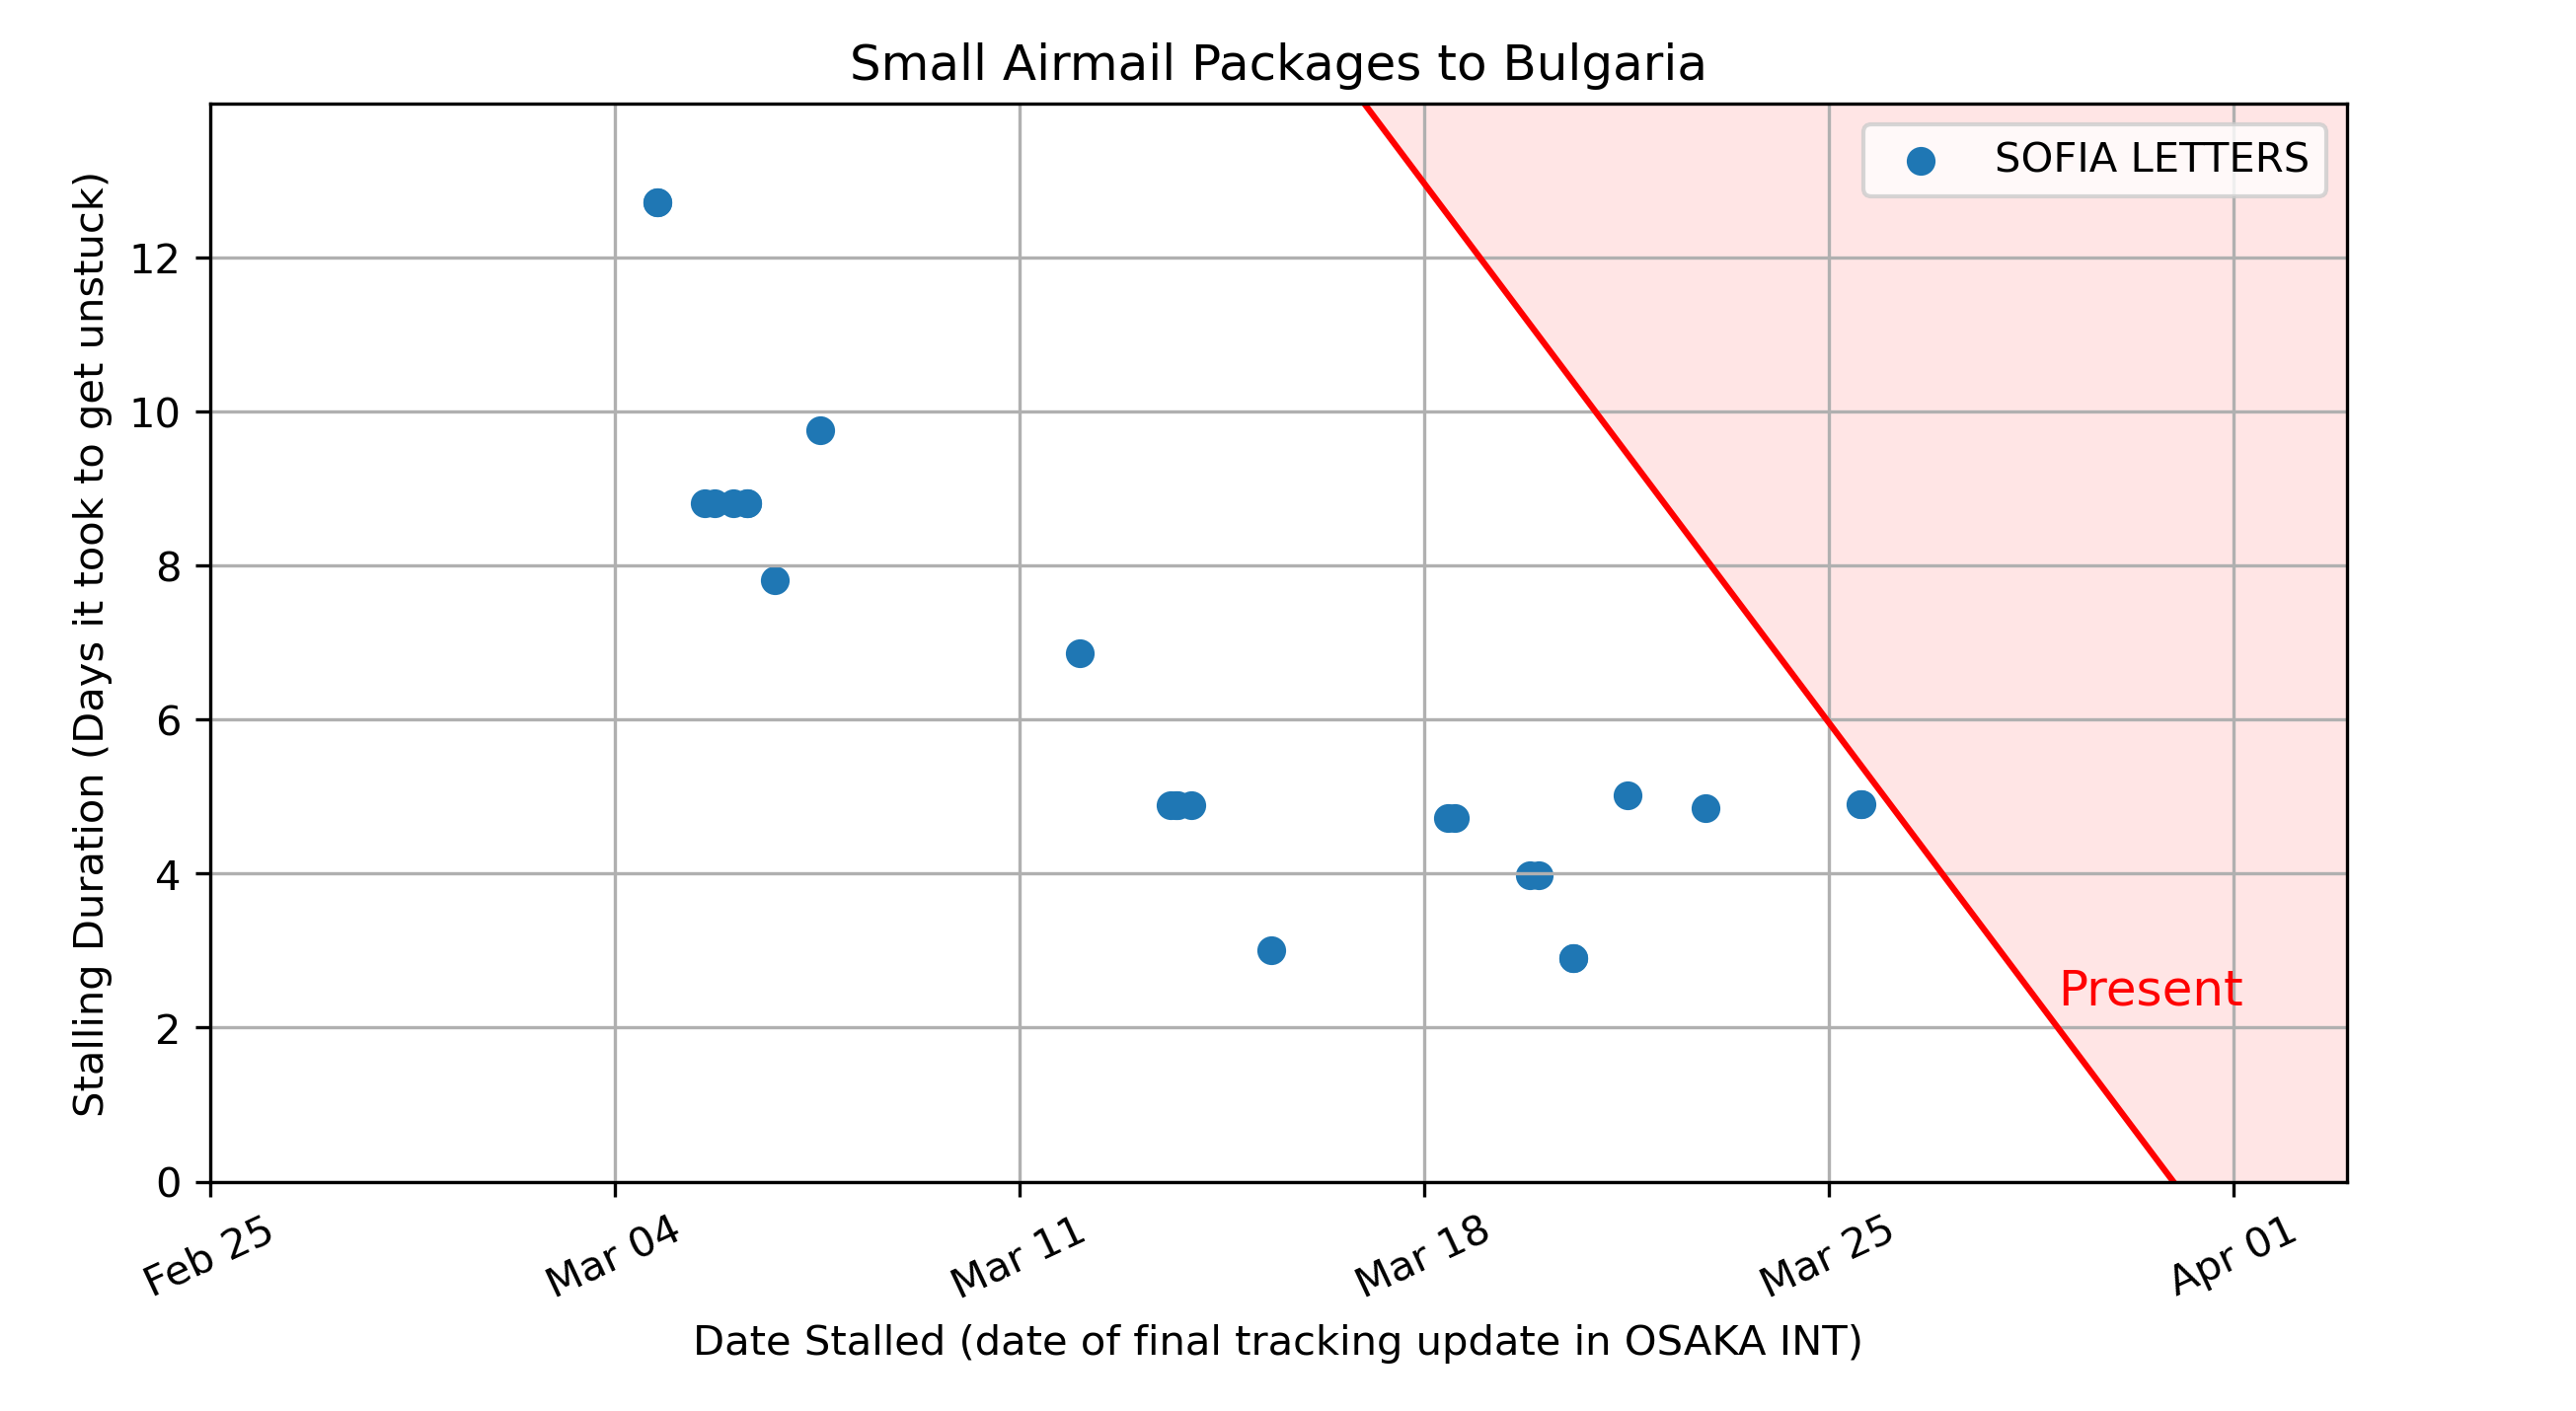 Small Airmail Packages to Bulgaria
SOFIA LETTERS
Stalling Duration (Days it took to get unstuck)
12
10
8
6
4
2
0
Present
Feb 25
Mar 04
Mar 11
Mar 18
Mar 25
Apr 01
Date Stalled (date of final tracking update in OSAKA INT)